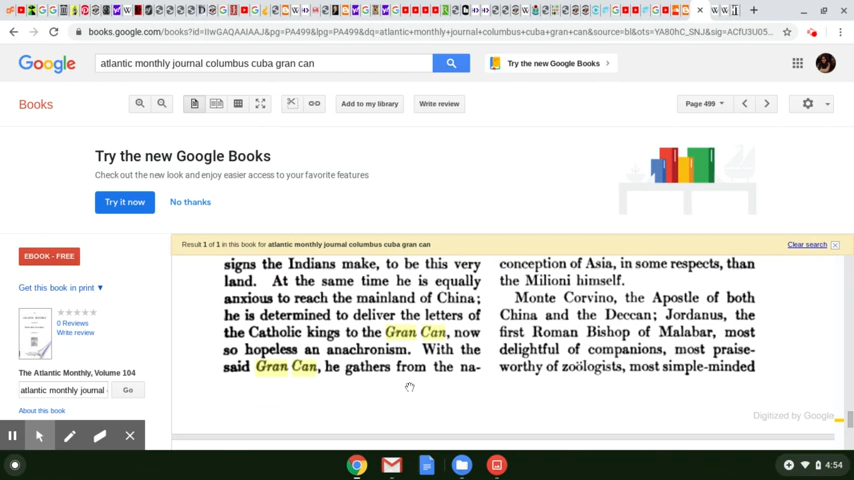 books.google.com/books?id=IIwGAQAAIAAJ&pg=PA499&lpg=PA499&dq=atlantic+monthly+journal+columbus+cuba+gran+can&source=bl&ots=YA80hC_SNJ&sig=ACfU3U05...
Google
atlantic monthly journal columbus cuba gran can
Try the new Google Books
Books
Add to my library
Write review
Page 499
Try the new Google Books
Check out the new look and enjoy easier access to your favorite features
Try it now
No thanks
Result 1 of 1 in this book for atlantic monthly journal columbus cuba gran can
Clear search
EBOOK - FREE
Get this book in print ▼
0 Reviews
Write review
The Atlantic Monthly, Volume 104
atlantic monthly journal
Go
About this book
signs the Indians make, to be this very
land. At the same time he is equally
anxious to reach the mainland of China;
he is determined to deliver the letters of
the Catholic kings to the Gran Can, now
so hopeless an anachronism. With the
said Gran Can, he gathers from the na-
conception of Asia, in some respects, than
the Milioni himself.
Monte Corvino, the Apostle of both
China and the Deccan; Jordanus, the
first Roman Bishop of Malabar, most
delightful of companions, most praise-
worthy of zoölogists, most simple-minded
Digitized by Google
4:54